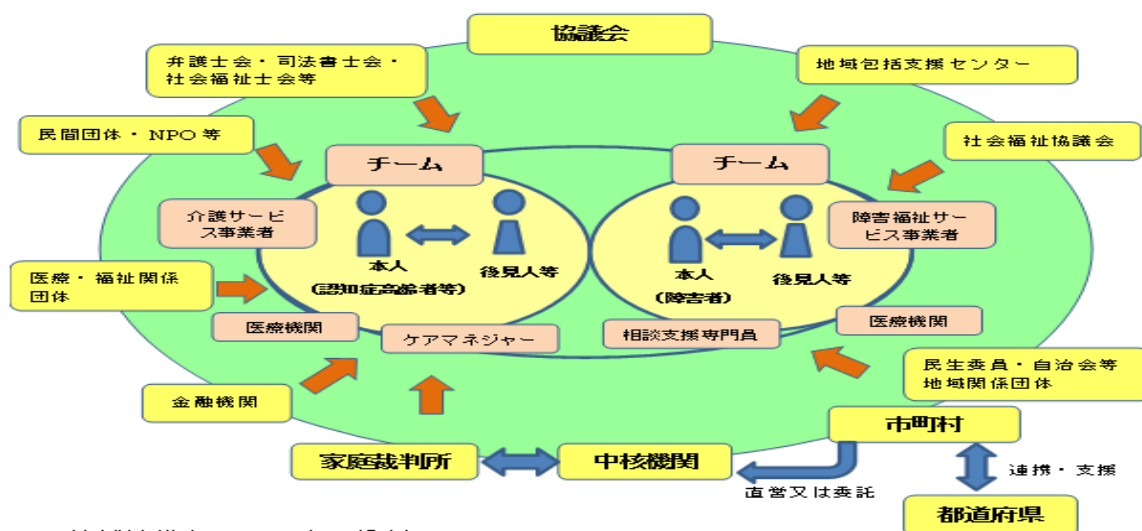 協議会
弁護士会・司法書士会・
社会福祉士会等
地域包括支援センター
民間団体・NPO等
社会福祉協議会
チーム
チーム
介護サービ
ス事業者
障害福祉サー
ビス事業者
本人
(認知症高齢者等)
後見人等
本人
(障害者)
後見人等
医療・福祉関係
団体
医療機関
ケアマネジャー
相談支援専門員
医療機関
金融機関
民生委員・自治会等
地域関係団体
市町村
家庭裁判所
中核機関
直営又は委託
連携・支援
都道府県